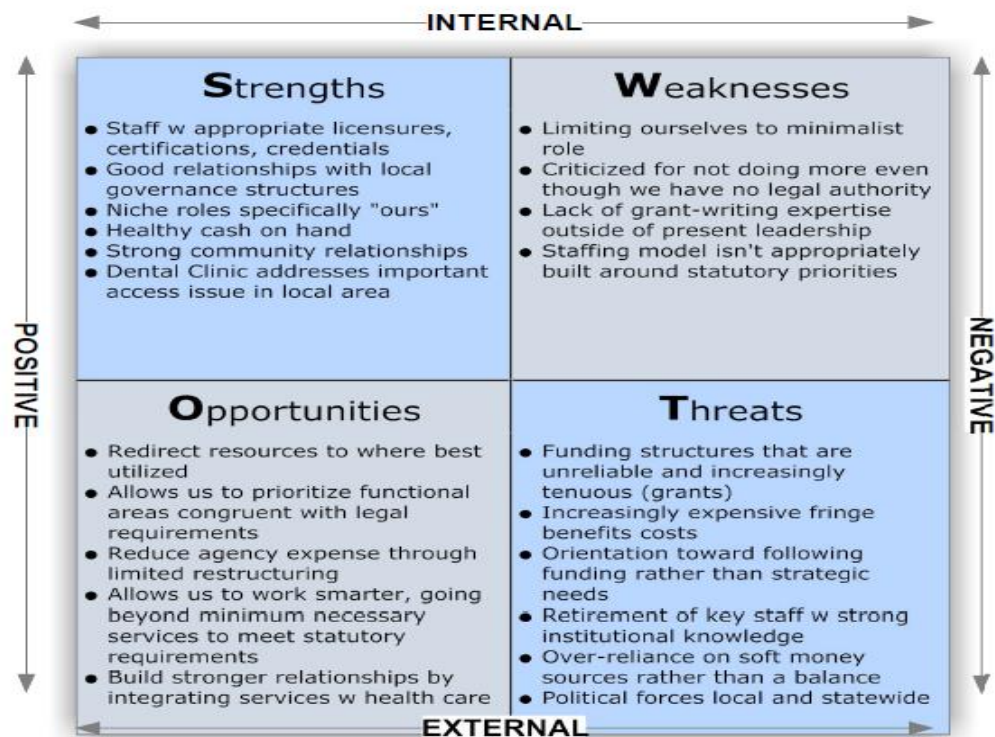 INTERNAL
POSITIVE
Strengths
● Staff w appropriate licensures,
certifications, credentials
● Good relationships with local
governance structures
● Niche roles specifically "ours"
● Healthy cash on hand
● Strong community relationships
● Dental Clinic addresses important
access issue in local area
Weaknesses
● Limiting ourselves to minimalist
role
● Criticized for not doing more even
though we have no legal authority
● Lack of grant-writing expertise
outside of present leadership
● Staffing model isn't appropriately
built around statutory priorities
NEGATIVE
Opportunities
● Redirect resources to where best
utilized
● Allows us to prioritize functional
areas congruent with legal
requirements
● Reduce agency expense through
limited restructuring
● Allows us to work smarter, going
beyond minimum necessary
services to meet statutory
requirements
● Build stronger relationships by
integrating services w health care
Threats
● Funding structures that are
unreliable and increasingly
tenuous (grants)
● Increasingly expensive fringe
benefits costs
● Orientation toward following
funding rather than strategic
needs
● Retirement of key staff w strong
institutional knowledge
● Over-reliance on soft money
sources rather than a balance
● Political forces local and statewide
EXTERNAL